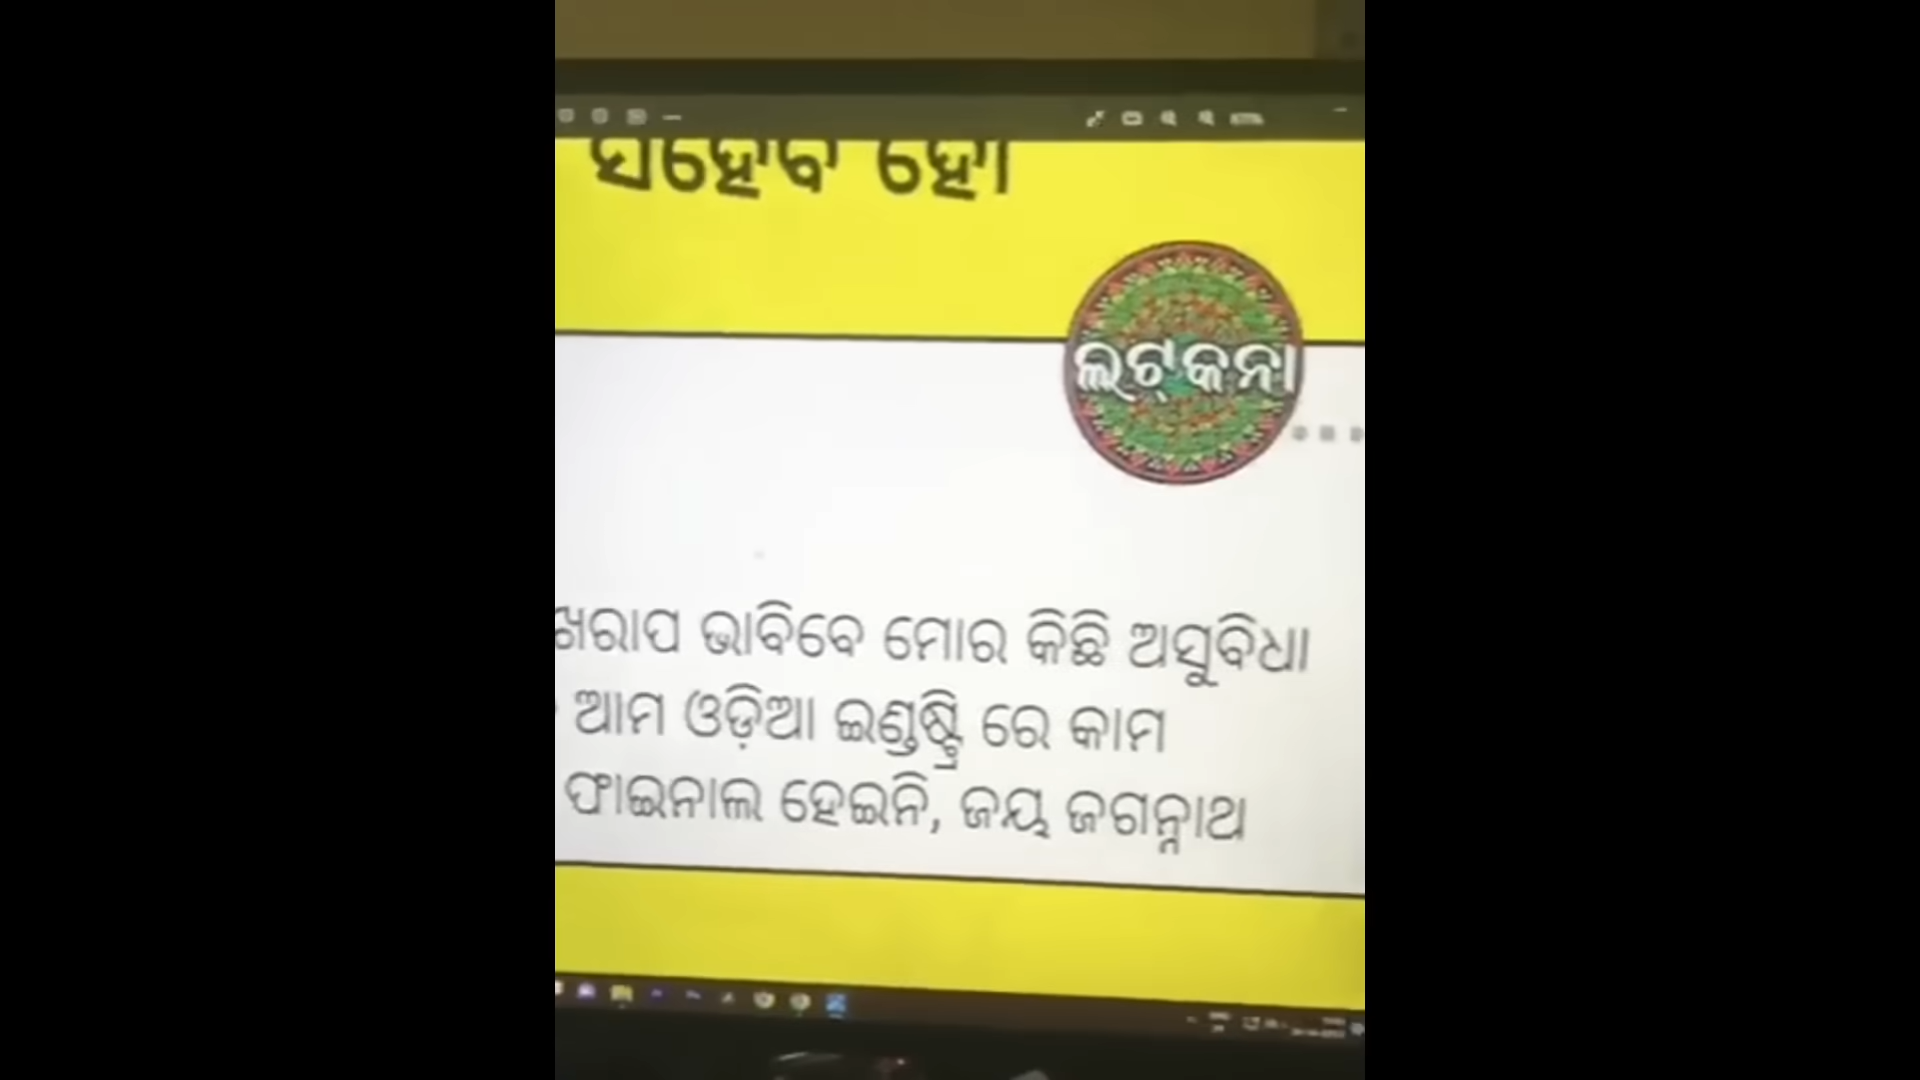 ସହେବ ହୋ
ଲଟ୍କନ।
ଖରାପ ଭାବିବେ ମୋର କିଛି ଅସୁବିଧା
ଆମ ଓଡ଼ିଆ ଇଣ୍ଡଷ୍ଟ୍ରି ରେ କାମ
ଫାଇନାଲ ହେଇନି, ଜୟ ଜଗନ୍ନାଥ